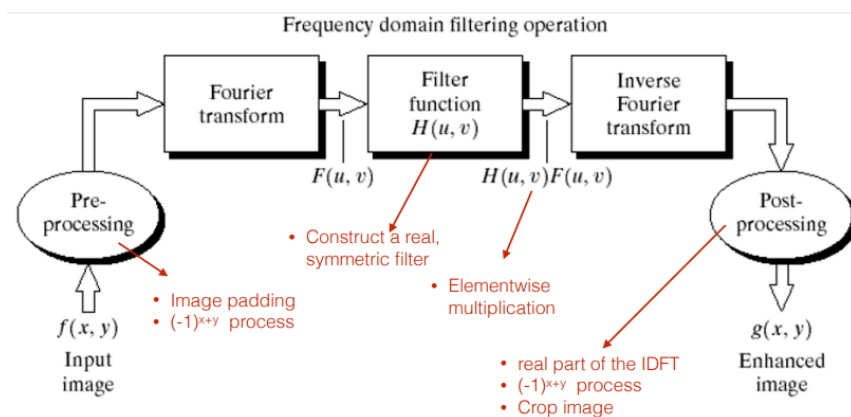 Frequency domain filtering operation
Fourier
transform
Filter
function
H(u, v)
Inverse
Fourier
transform
F(u, v)
H(u, v)F(u, v)
Pre-
processing
Post-
processing
• Construct a real,
symmetric filter
• Elementwise
multiplication
• Image padding
• (-1)ˣ⁺ʸ process
f(x, y)
Input
image
g(x, y)
Enhanced
image
• real part of the IDFT
• (-1)ˣ⁺ʸ process
• Crop image